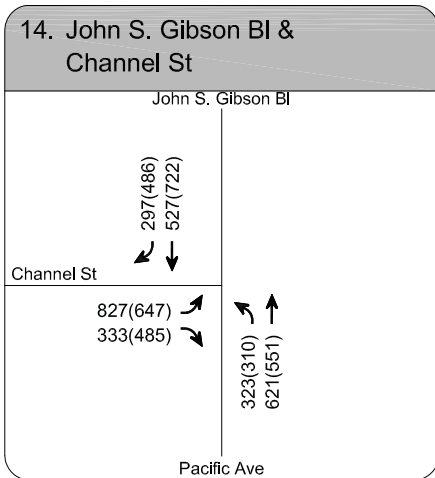 14. John S. Gibson Bl &
Channel St
John S. Gibson Bl
297(486)
527(722)
Channel St
827(647)
333(485)
323(310)
621(551)
Pacific Ave